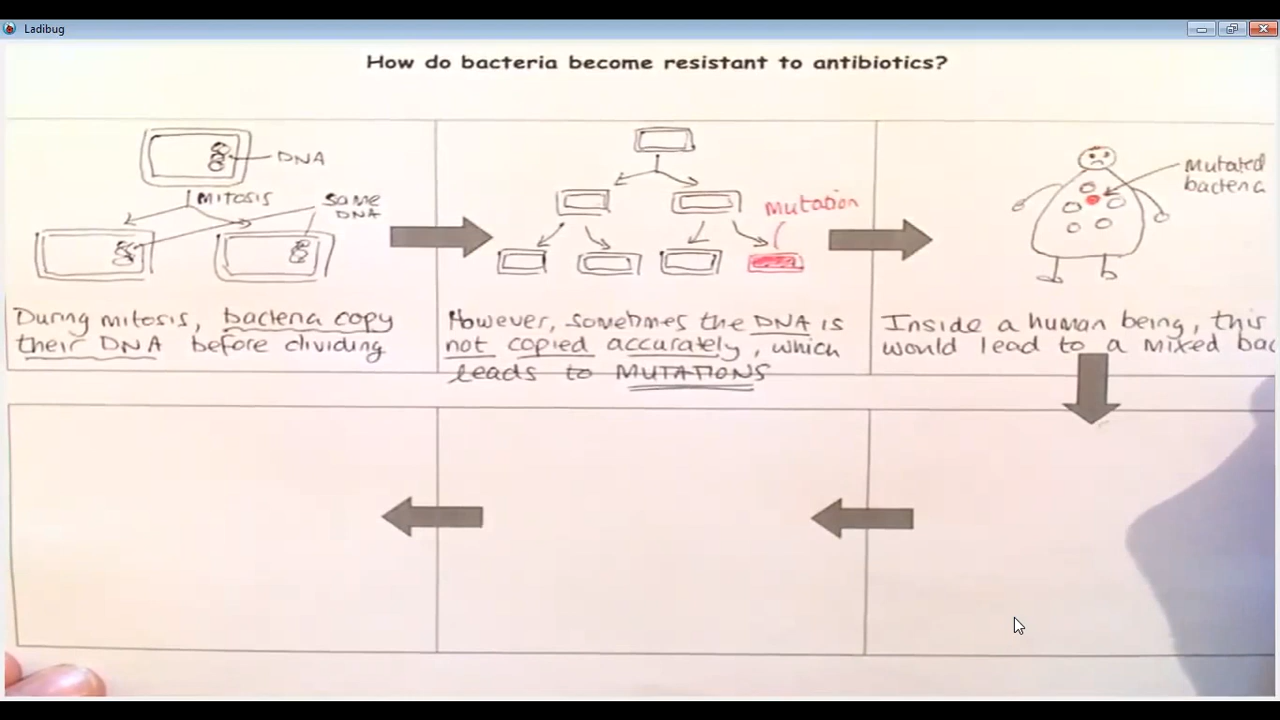 Ladibug
How do bacteria become resistant to antibiotics?
DNA
MITOSIS
SAME
DNA
During mitosis, bacteria copy
their DNA before dividing
Mutation
However, sometimes the DNA is
not copied accurately, which
leads to MUTATIONS
Mutated
bacteria
Inside a human being, this
would lead to a mixed bac